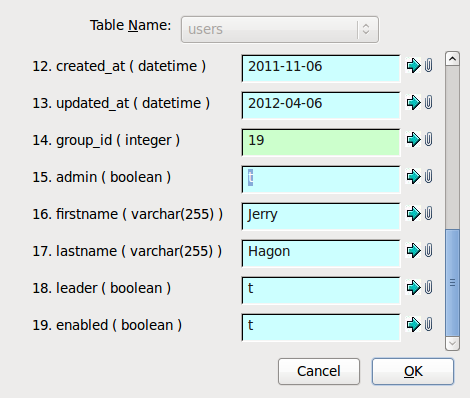 Table Name: users
12. created_at ( datetime ) 2011-11-06
13. updated_at ( datetime ) 2012-04-06
14. group_id ( integer ) 19
15. admin ( boolean ) t
16. firstname ( varchar(255) ) Jerry
17. lastname ( varchar(255) ) Hagon
18. leader ( boolean ) t
19. enabled ( boolean ) t
Cancel OK